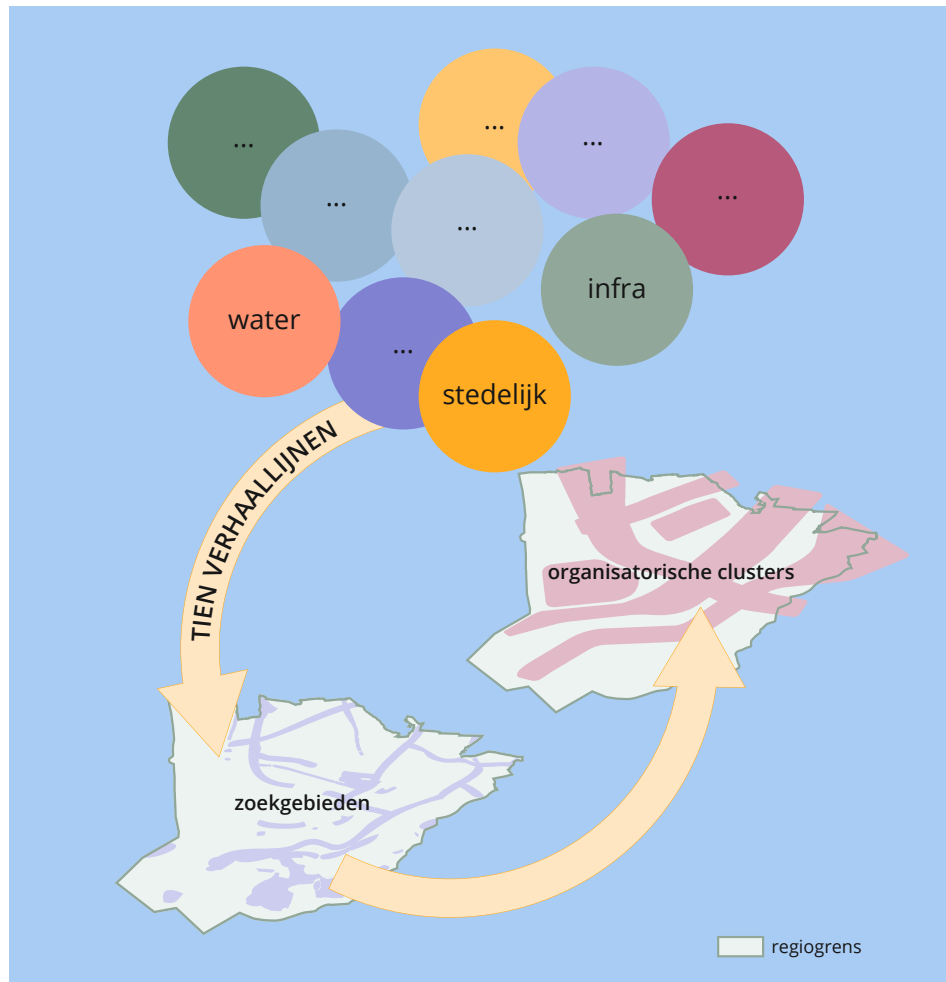 ...
...
...
...
...
...
infra
water
...
stedelijk
TIEN VERHAALLIJNEN
organisatorische clusters
zoekgebieden
regiogrens